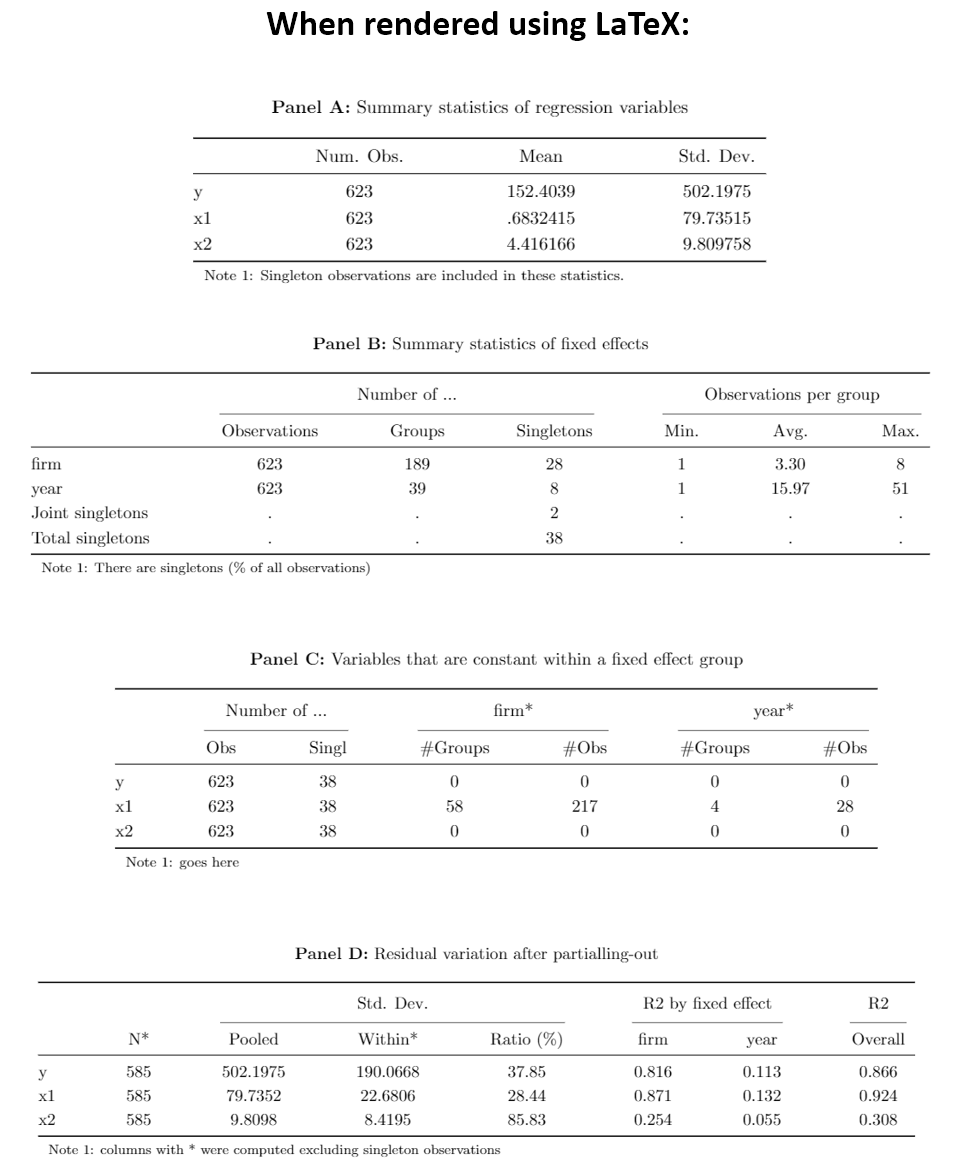 When rendered using LaTeX:
Panel A: Summary statistics of regression variables
Num. Obs. Mean Std. Dev.
y 623 152.4039 502.1975
x1 623 .6832415 79.73515
x2 623 4.416166 9.809758
Note 1: Singleton observations are included in these statistics.
Panel B: Summary statistics of fixed effects
Number of ... Observations per group
Observations Groups Singletons Min. Avg. Max.
firm 623 189 28 1 3.30 8
year 623 39 8 1 15.97 51
Joint singletons . . 2 . . .
Total singletons . . 38 . . .
Note 1: There are singletons (% of all observations)
Panel C: Variables that are constant within a fixed effect group
Number of ... firm* year*
Obs Singl #Groups #Obs #Groups #Obs
y 623 38 0 0 0 0
x1 623 38 58 217 4 28
x2 623 38 0 0 0 0
Note 1: goes here
Panel D: Residual variation after partialling-out
Std. Dev. R2 by fixed effect R2
N* Pooled Within* Ratio (%) firm year Overall
y 585 502.1975 190.0668 37.85 0.816 0.113 0.866
x1 585 79.7352 22.6806 28.44 0.871 0.132 0.924
x2 585 9.8098 8.4195 85.83 0.254 0.055 0.308
Note 1: columns with * were computed excluding singleton observations